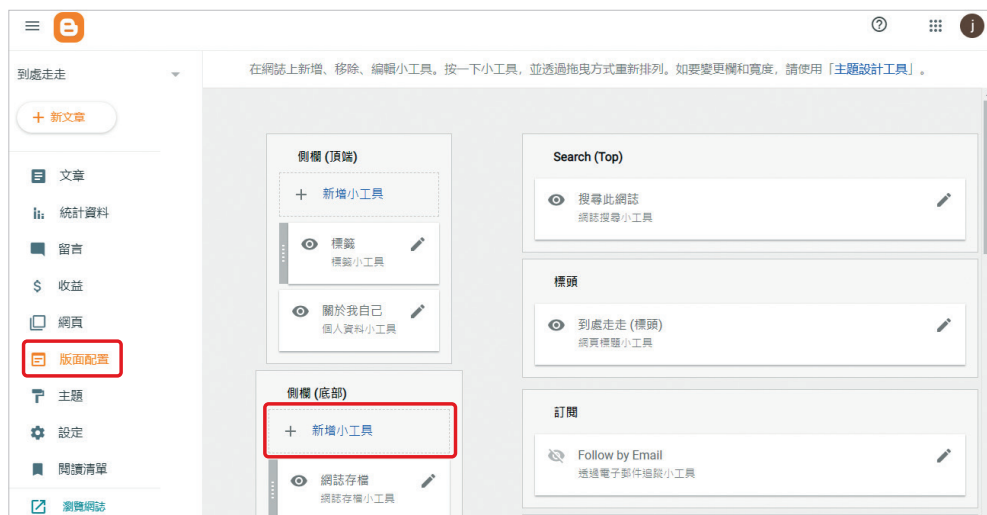 j
到處走走
在網誌上新增、移除、編輯小工具。按一下小工具，並透過拖曳方式重新排列。如要變更欄和寬度，請使用「主題設計工具」。
+ 新文章
文章
統計資料
留言
$ 收益
網頁
版面配置
主題
設定
閱讀清單
瀏覽網誌
側欄 (頂端)
+ 新增小工具
標籤
標籤小工具
關於我自己
個人資料小工具
側欄 (底部)
+ 新增小工具
網誌存檔
網誌存檔小工具
Search (Top)
搜尋此網誌
網誌搜尋小工具
標頭
到處走走 (標頭)
網頁標題小工具
訂閱
Follow by Email
透過電子郵件追蹤小工具